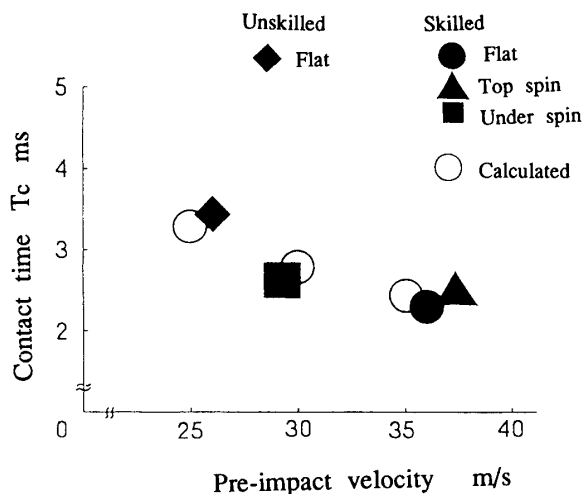 Unskilled Skilled
Flat Flat
Top spin
Under spin
Calculated
5
4
3
2
0 25 30 35 40
Contact time Tc ms
Pre-impact velocity m/s